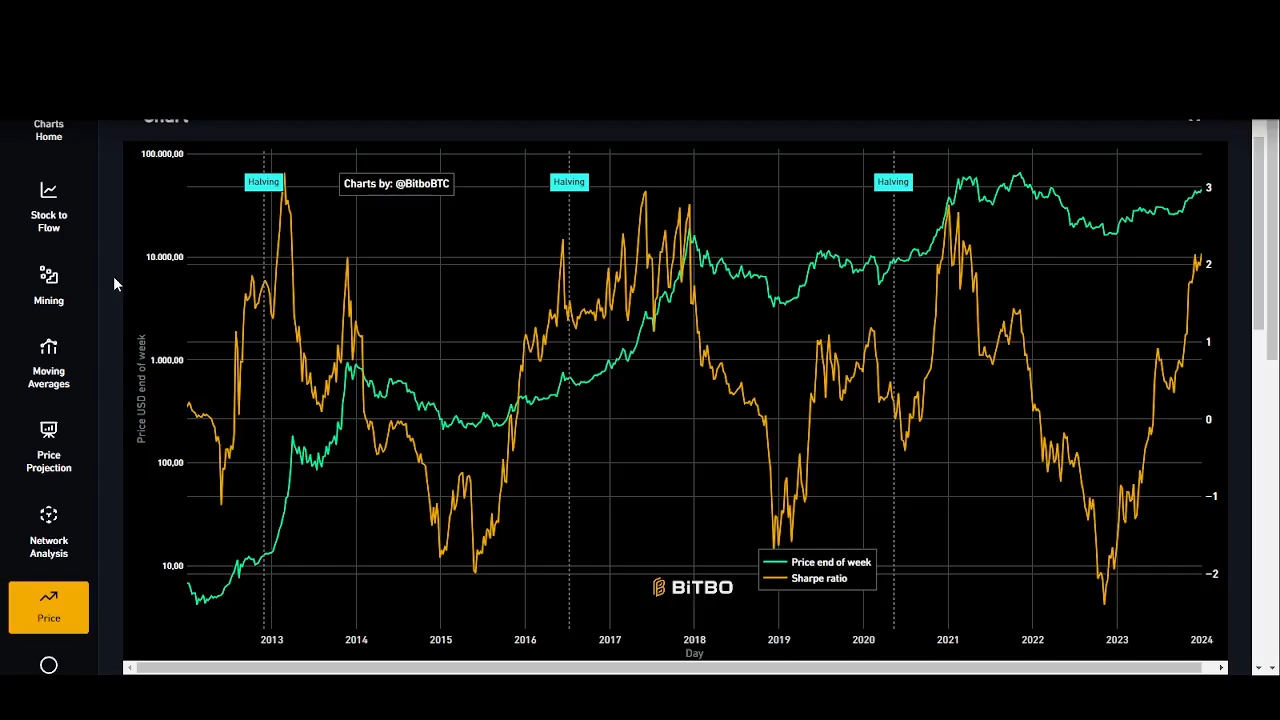 Chart
Charts
Home
Stock to
Flow
Mining
Moving
Averages
Price
Projection
Network
Analysis
Price
100.000,00
10.000,00
1.000,00
100,00
10,00
Price USD end of week
Halving
Charts by: @BitboBTC
Halving
Halving
3
2
1
0
−1
−2
Price end of week
Sharpe ratio
BiTBO
2013
2014
2015
2016
2017
2018
2019
2020
2021
2022
2023
2024
Day